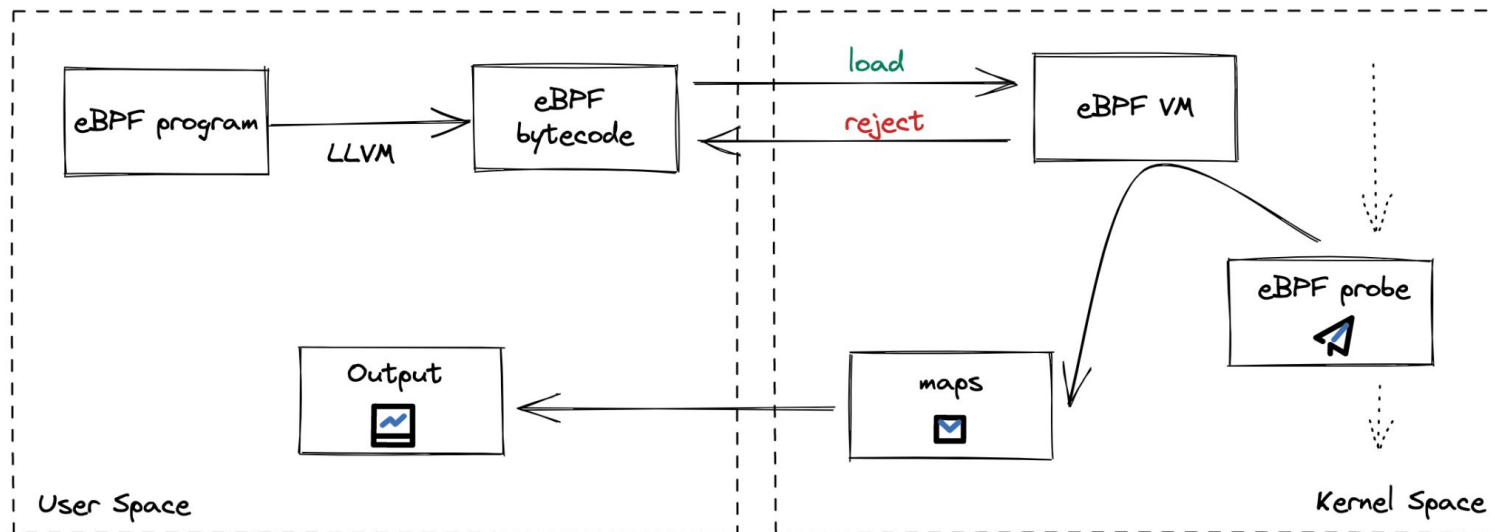 eBPF program
LLVM
eBPF
bytecode
load
reject
eBPF VM
eBPF probe
maps
Output
User Space
Kernel Space